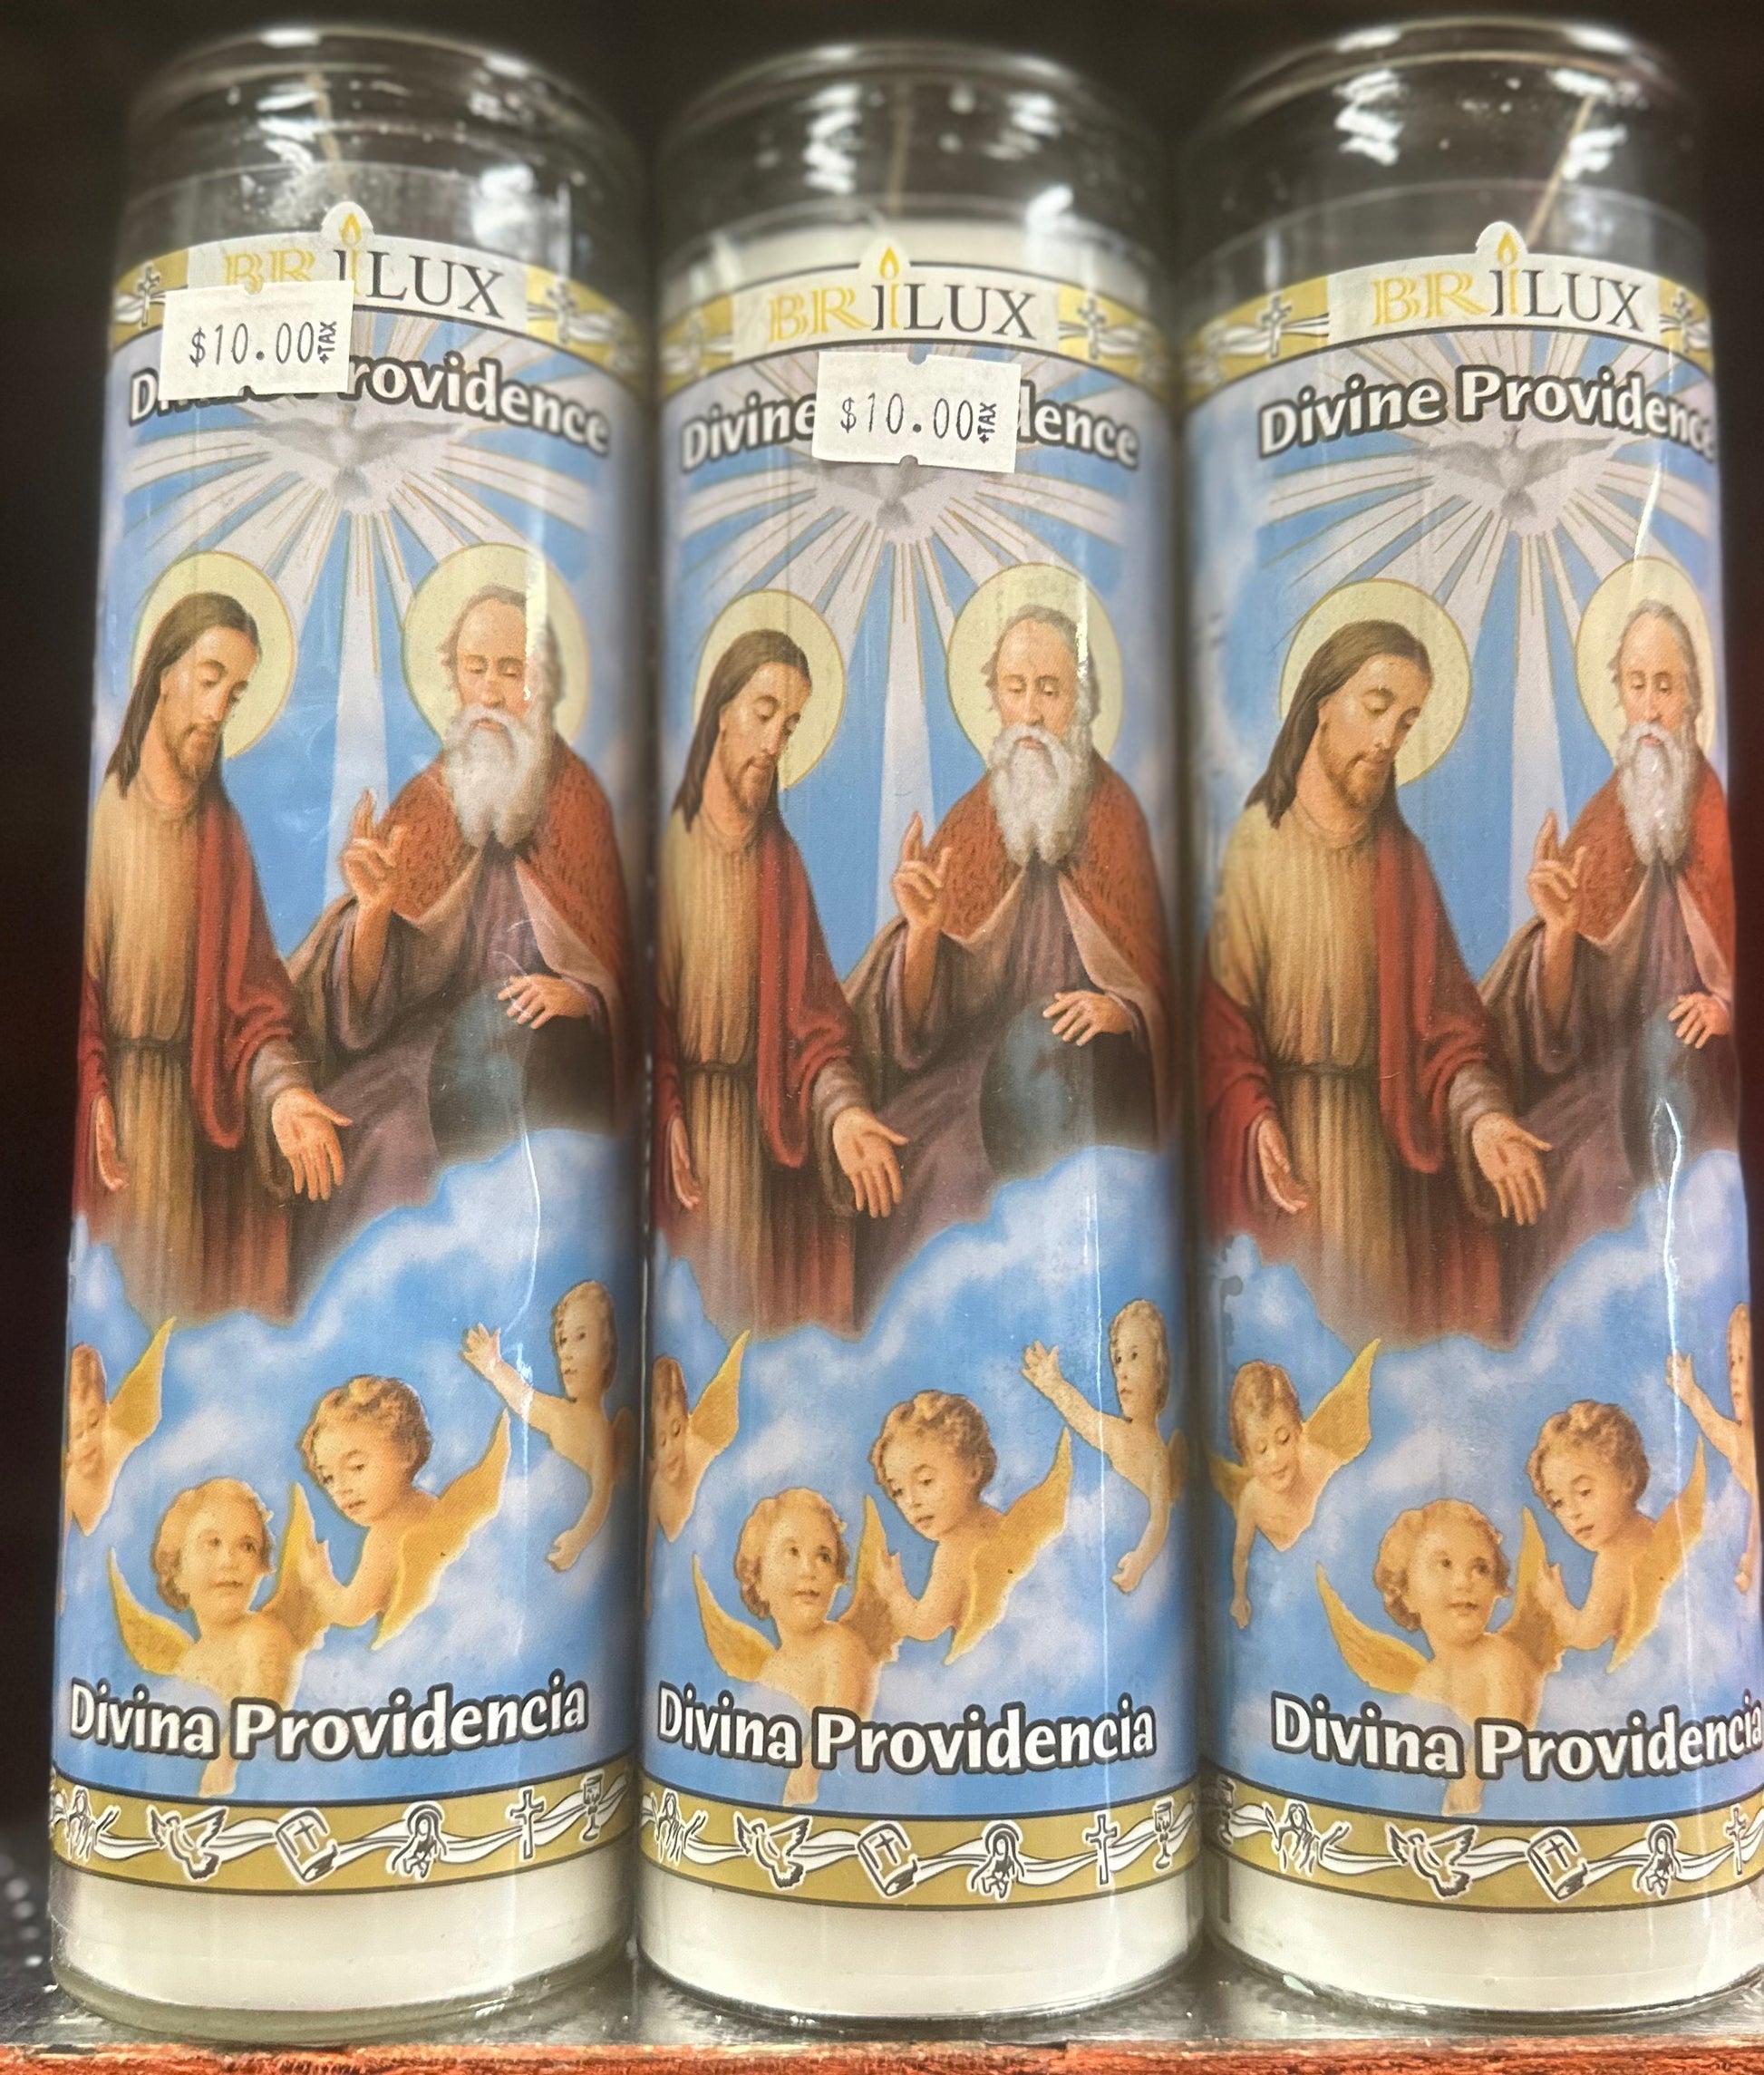 BRiLUX
$10.00 +TAX
Providence
Divina Providencia
BRiLUX
$10.00 +TAX
Divine
Divina Providencia
BRiLUX
Divine Providence
Divina Providencia